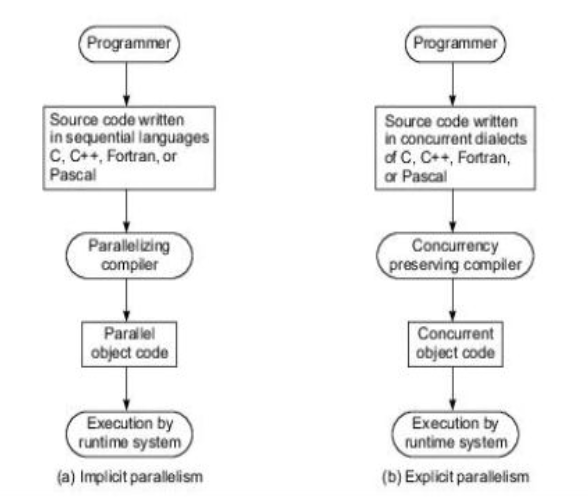 Programmer
Source code written
in sequential languages
C, C++, Fortran, or
Pascal
Parallelizing
compiler
Parallel
object code
Execution by
runtime system
(a) Implicit parallelism
Programmer
Source code written
in concurrent dialects
of C, C++, Fortran,
or Pascal
Concurrency
preserving compiler
Concurrent
object code
Execution by
runtime system
(b) Explicit parallelism